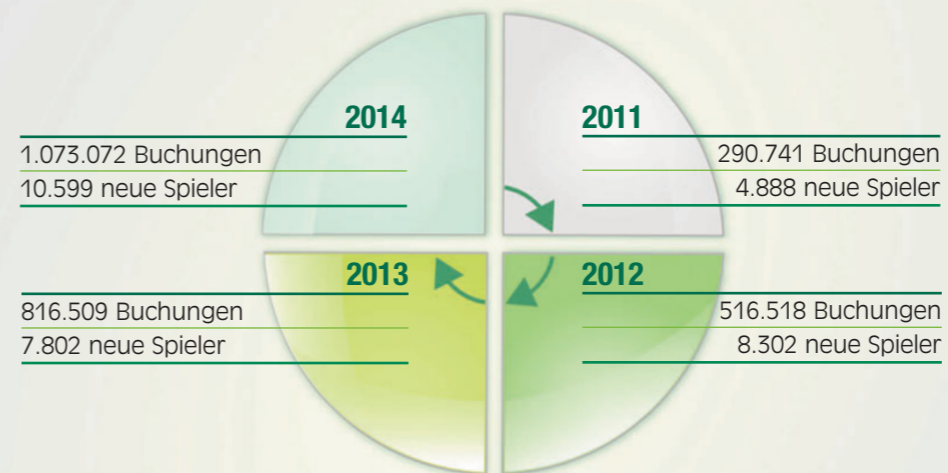 2014
1.073.072 Buchungen
10.599 neue Spieler
2011
290.741 Buchungen
4.888 neue Spieler
2013
816.509 Buchungen
7.802 neue Spieler
2012
516.518 Buchungen
8.302 neue Spieler